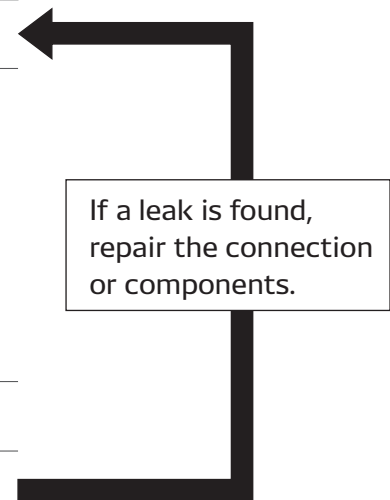 If a leak is found,
repair the connection
or components.